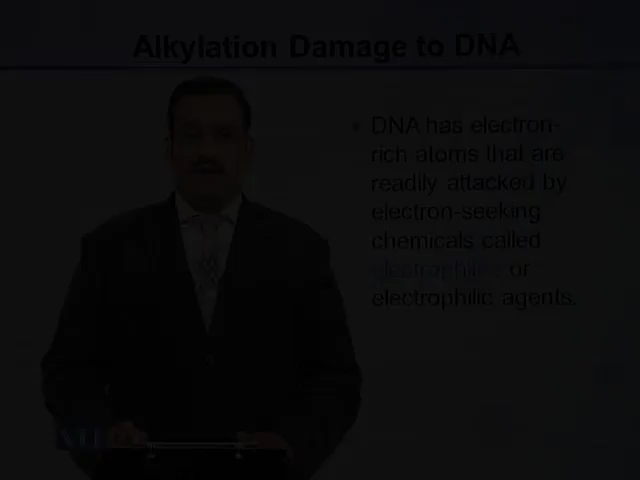 Alkylation Damage to DNA
• DNA has electron-
rich atoms that are
readily attacked by
electron-seeking
chemicals called
electrophiles or
electrophilic agents.